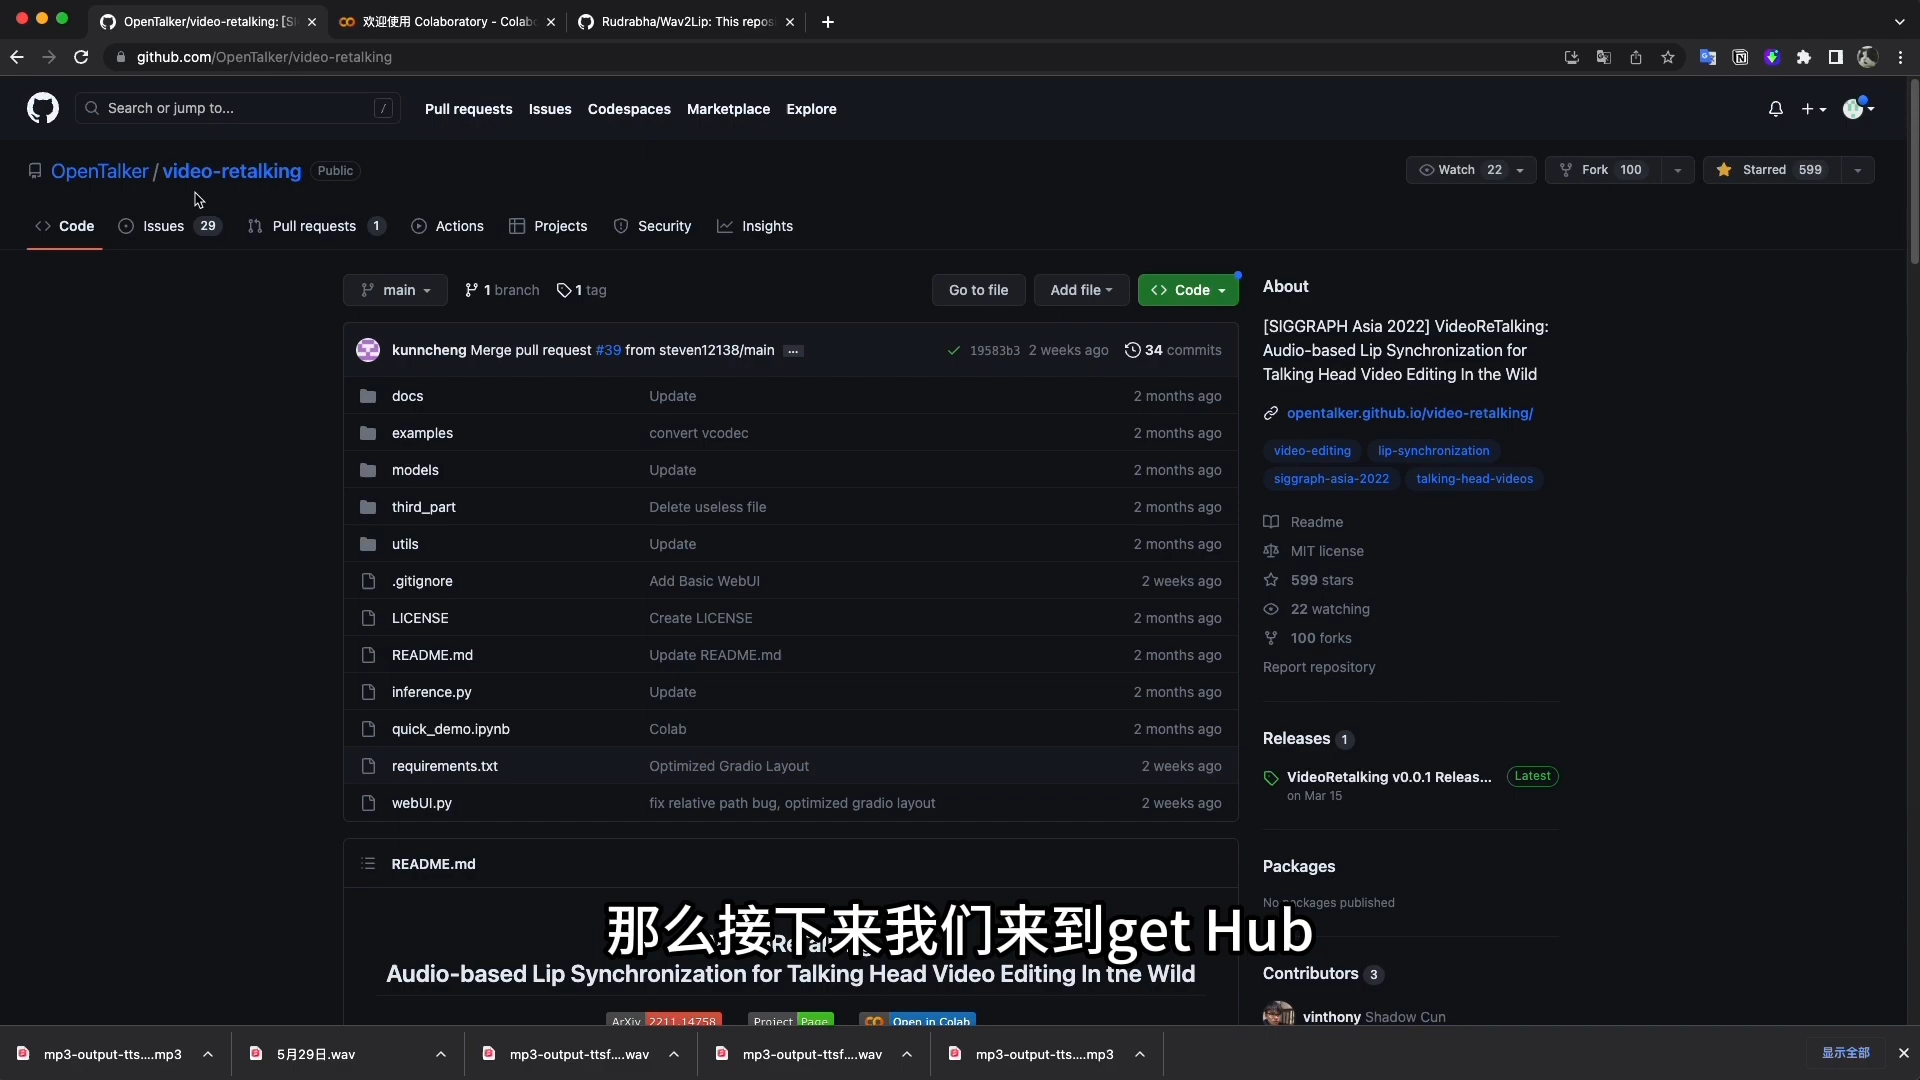 OpenTalker/video-retalking: [S
欢迎使用 Colaboratory - Colab
Rudrabha/Wav2Lip: This repos
github.com/OpenTalker/video-retalking
Search or jump to...
/
Pull requests
Issues
Codespaces
Marketplace
Explore
OpenTalker / video-retalking
Public
Watch 22
Fork 100
Starred 599
Code
Issues 29
Pull requests 1
Actions
Projects
Security
Insights
main
1 branch
1 tag
Go to file
Add file
Code
kunncheng Merge pull request #39 from steven12138/main ...
19583b3 2 weeks ago
34 commits
docs Update 2 months ago
examples convert vcodec 2 months ago
models Update 2 months ago
third_part Delete useless file 2 months ago
utils Update 2 months ago
.gitignore Add Basic WebUI 2 weeks ago
LICENSE Create LICENSE 2 months ago
README.md Update README.md 2 months ago
inference.py Update 2 months ago
quick_demo.ipynb Colab 2 months ago
requirements.txt Optimized Gradio Layout 2 weeks ago
webUI.py fix relative path bug, optimized gradio layout 2 weeks ago
README.md
Audio-based Lip Synchronization for Talking Head Video Editing In the Wild
ArXiv 2211.14758
Project Page
Open in Colab
About
[SIGGRAPH Asia 2022] VideoReTalking:
Audio-based Lip Synchronization for
Talking Head Video Editing In the Wild
opentalker.github.io/video-retalking/
video-editing
lip-synchronization
siggraph-asia-2022
talking-head-videos
Readme
MIT license
599 stars
22 watching
100 forks
Report repository
Releases 1
VideoRetalking v0.0.1 Releas... Latest
on Mar 15
Packages
No packages published
Contributors 3
vinthony Shadow Cun
那么接下来我们来到get Hub
mp3-output-tts....mp3
5月29日.wav
mp3-output-ttsf....wav
mp3-output-ttsf....wav
mp3-output-tts....mp3
显示全部